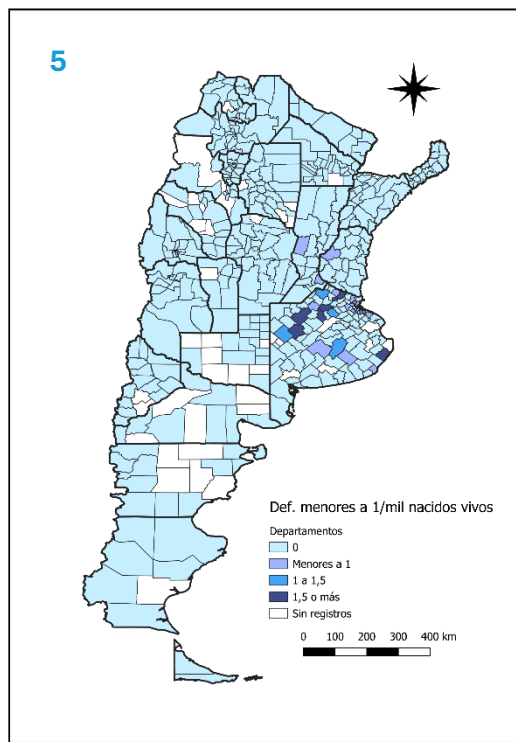 5
Def. menores a 1/mil nacidos vivos
Departamentos
0
Menores a 1
1 a 1,5
1,5 o más
Sin registros
0 100 200 300 400 km